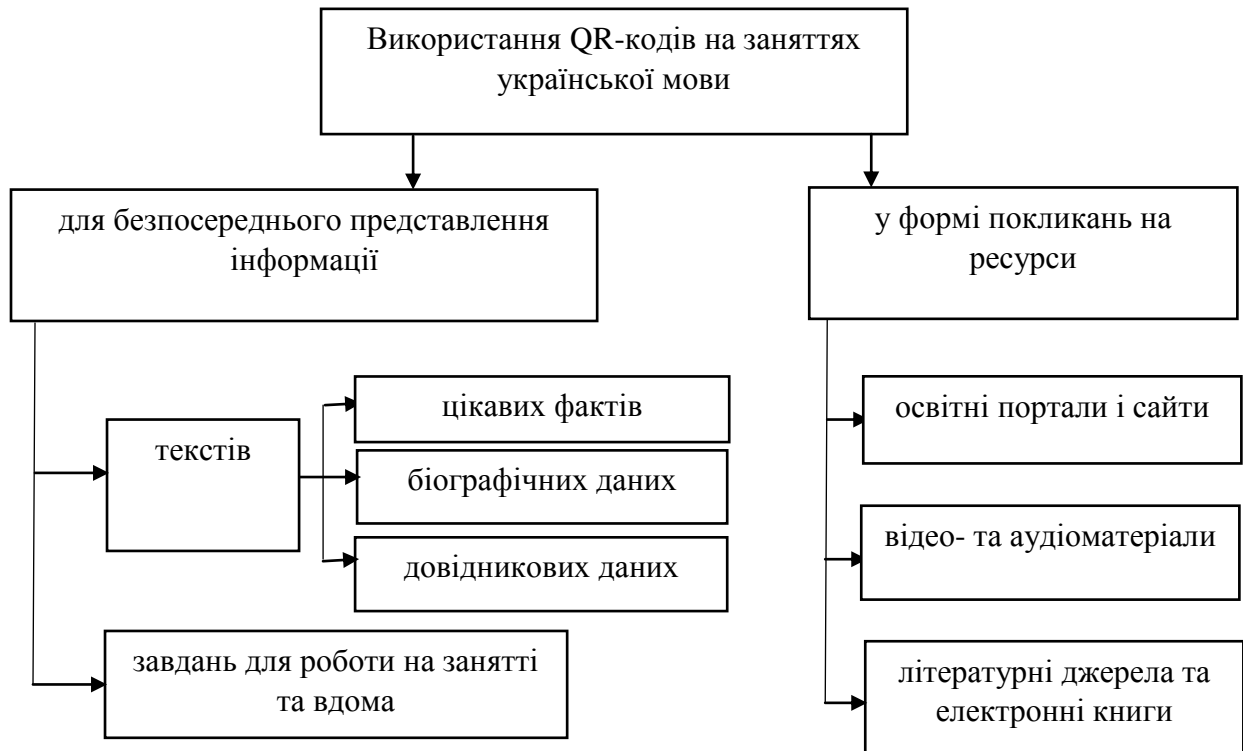 Використання QR-кодів на заняттях
української мови
для безпосереднього представлення
інформації
у формі покликань на
ресурси
текстів
цікавих фактів
біографічних даних
довідникових даних
завдань для роботи на занятті
та вдома
освітні портали і сайти
відео- та аудіоматеріали
літературні джерела та
електронні книги